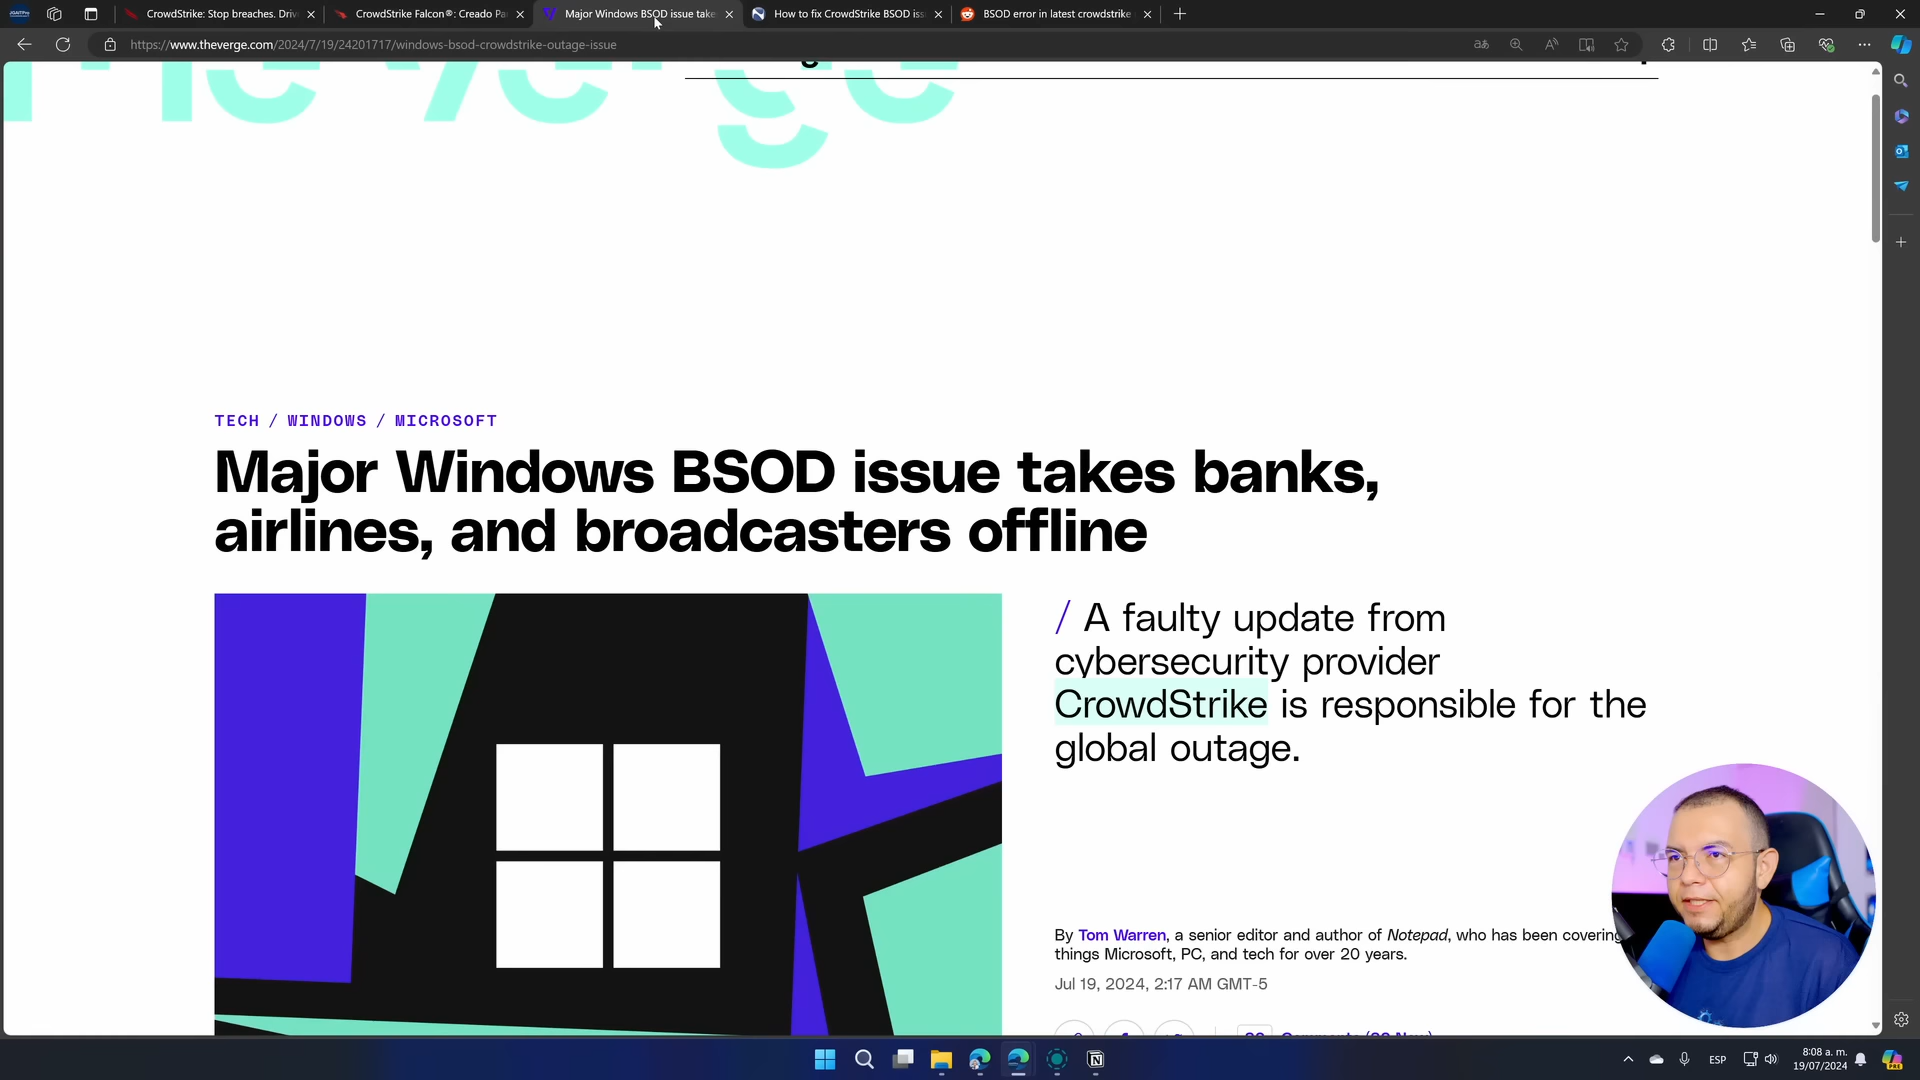 CrowdStrike: Stop breaches. Driv
CrowdStrike Falcon®: Creado Pa
Major Windows BSOD issue take
How to fix CrowdStrike BSOD iss
BSOD error in latest crowdstrike
https://www.theverge.com/2024/7/19/24201717/windows-bsod-crowdstrike-outage-issue
TECH / WINDOWS / MICROSOFT
Major Windows BSOD issue takes banks,
airlines, and broadcasters offline
/ A faulty update from
cybersecurity provider
CrowdStrike is responsible for the
global outage.
By Tom Warren, a senior editor and author of Notepad, who has been covering
things Microsoft, PC, and tech for over 20 years.
Jul 19, 2024, 2:17 AM GMT-5
ESP
8:08 a. m.
19/07/2024